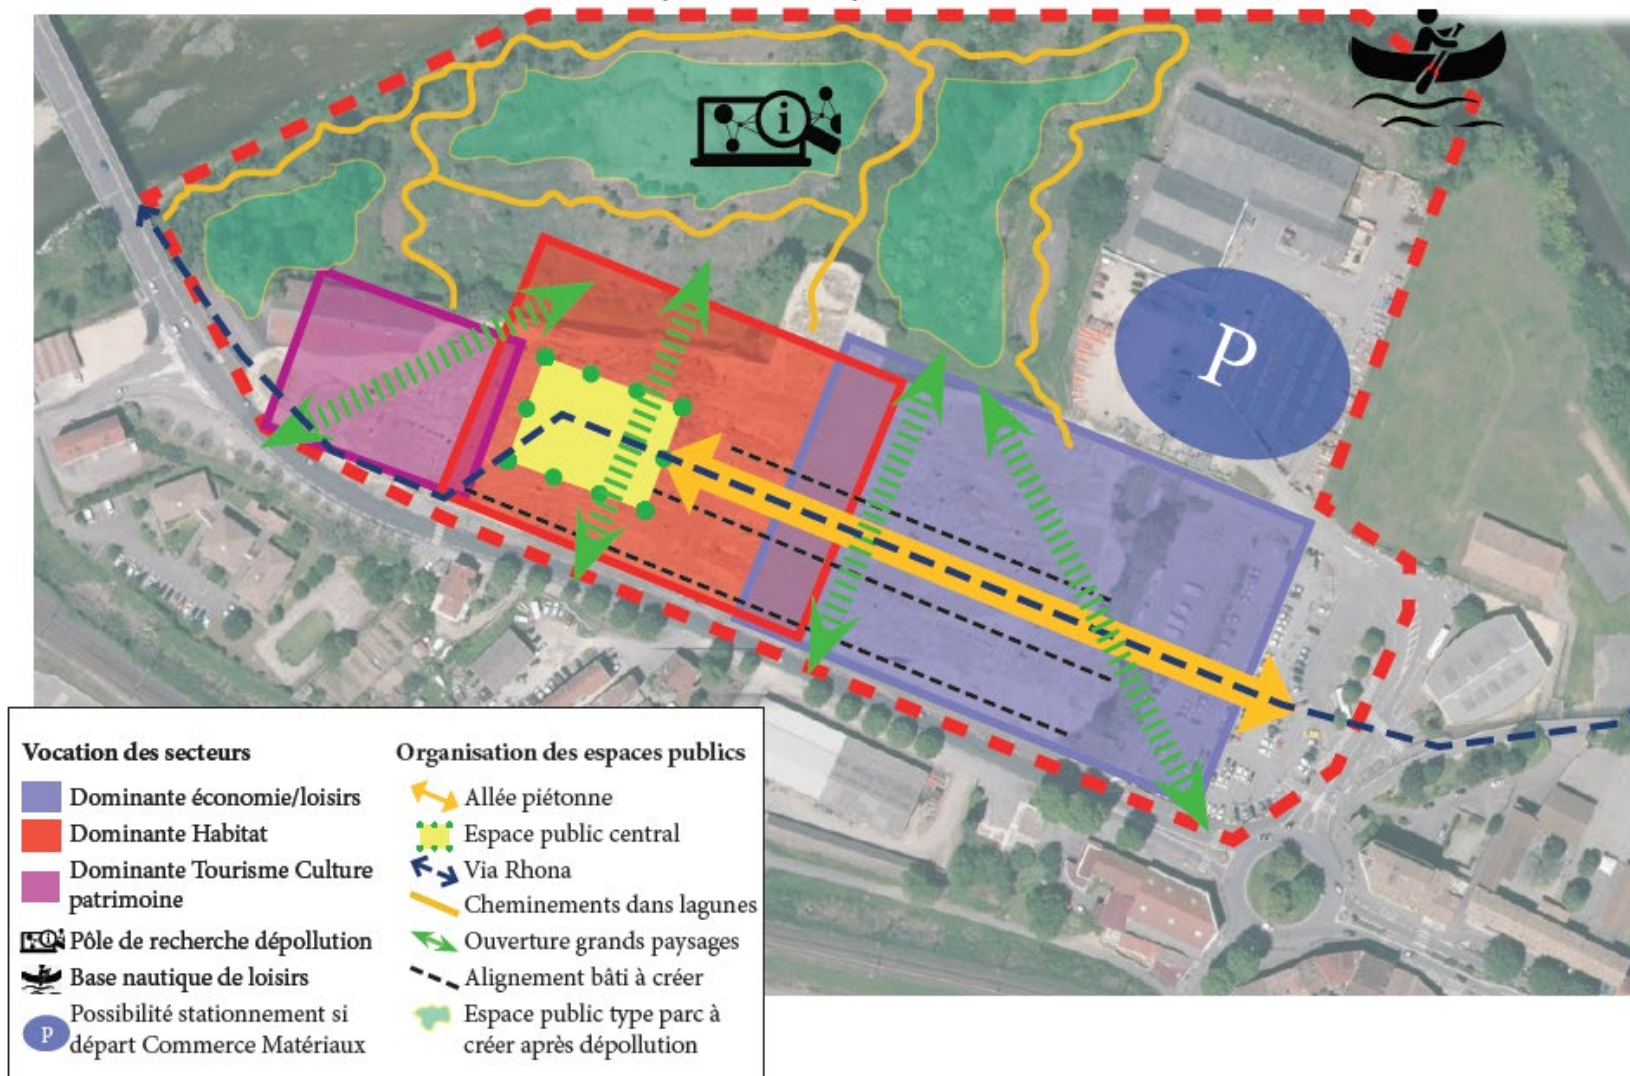 P
Vocation des secteurs
Dominante économie/loisirs
Dominante Habitat
Dominante Tourisme Culture
patrimoine
Pôle de recherche dépollution
Base nautique de loisirs
P
Possibilité stationnement si
départ Commerce Matériaux
Organisation des espaces publics
Allée piétonne
Espace public central
Via Rhona
Cheminements dans lagunes
Ouverture grands paysages
Alignement bâti à créer
Espace public type parc à
créer après dépollution